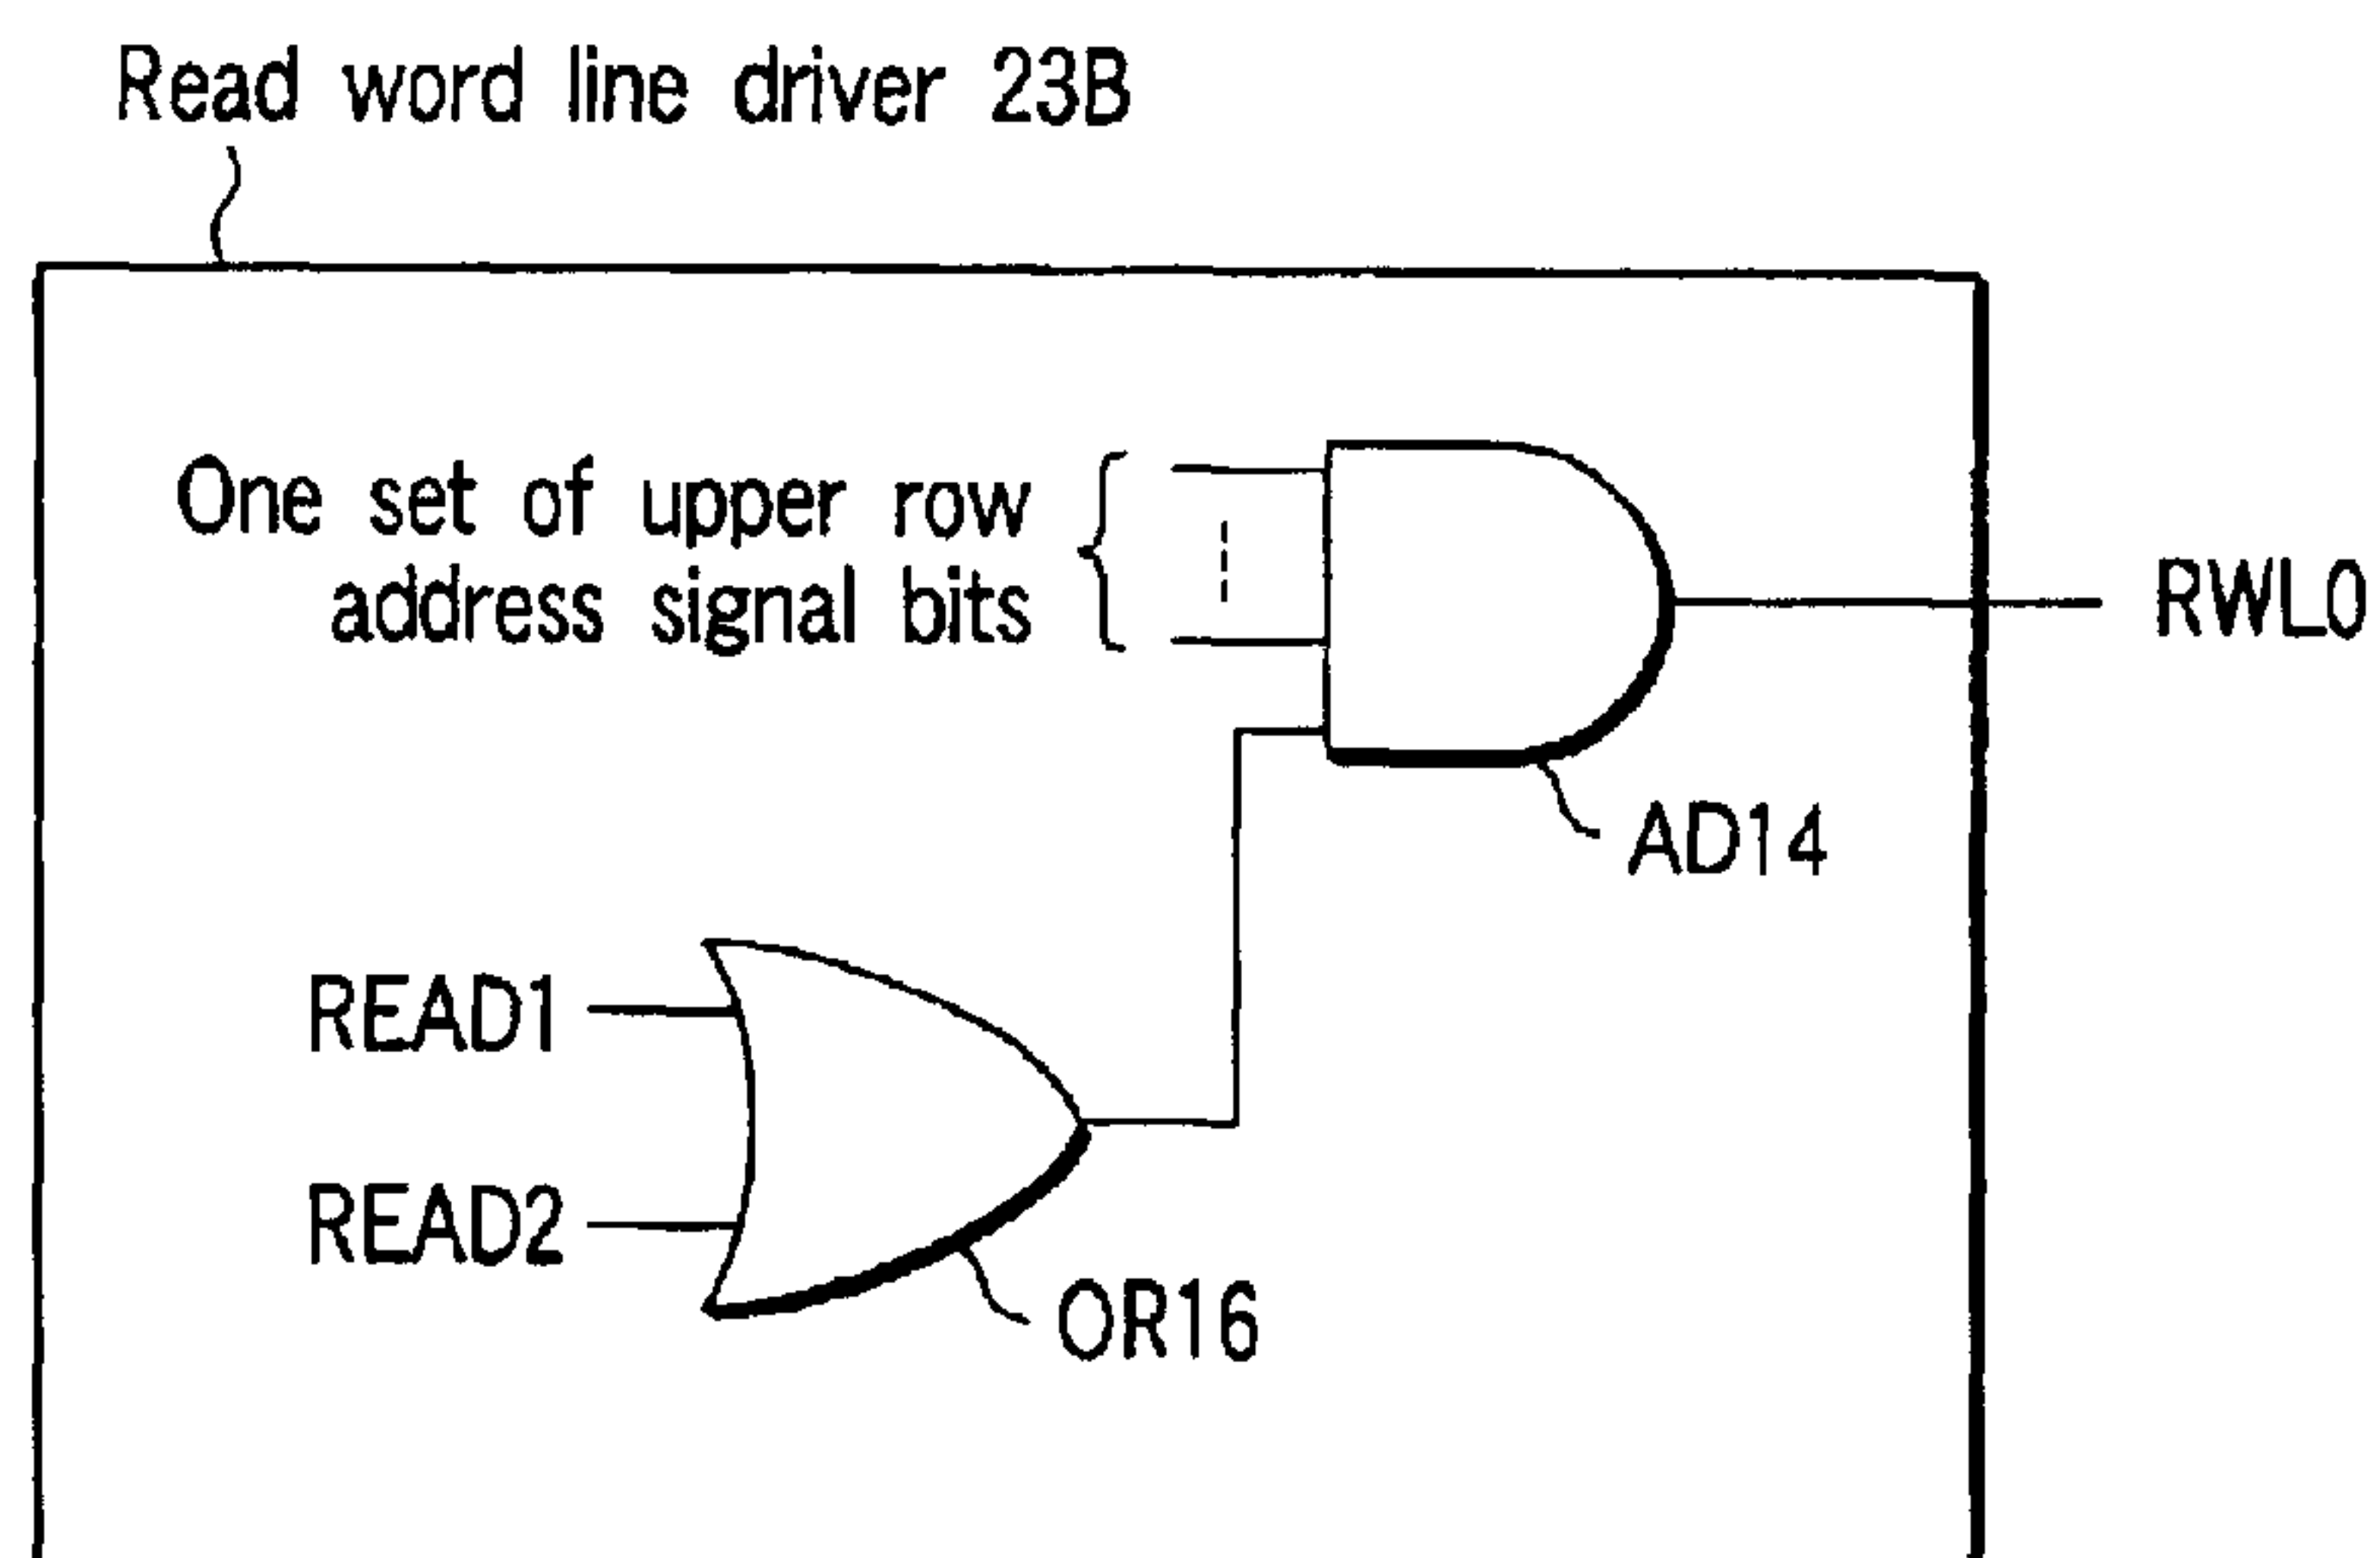 Read word line driver 23B
One set of upper row
address signal bits
RWL0
AD14
READ1
READ2
OR16